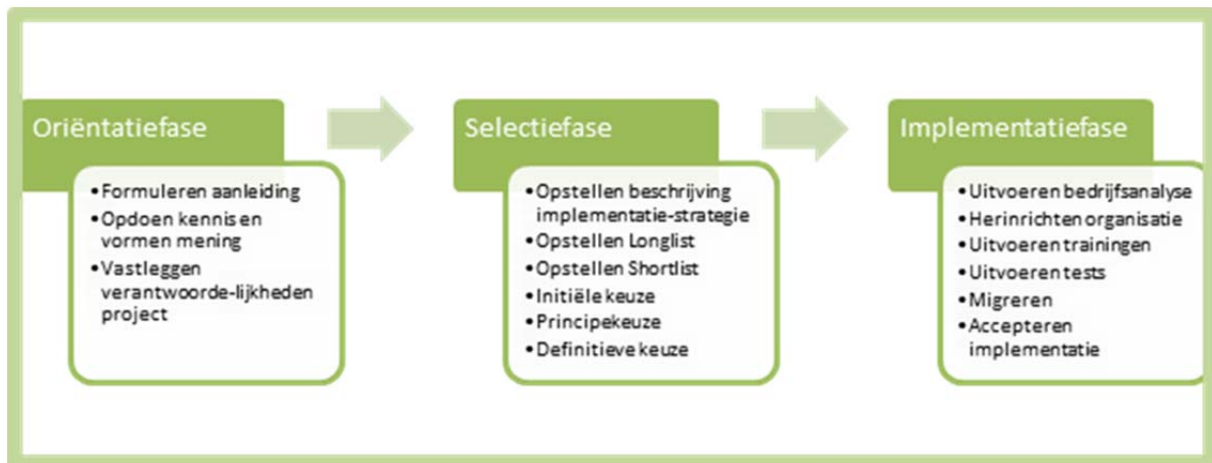 Oriëntatiefase
•Formuleren aanleiding
•Opdoen kennis en
vormen mening
•Vastleggen
verantwoorde-lijkheden
project
Selectiefase
•Opstellen beschrijving
implementatie-strategie
•Opstellen Longlist
•Opstellen Shortlist
•Initiële keuze
•Principekeuze
•Definitieve keuze
Implementatiefase
•Uitvoeren bedrijfsanalyse
•Herinrichten organisatie
•Uitvoeren trainingen
•Uitvoeren tests
•Migreren
•Accepteren
implementatie